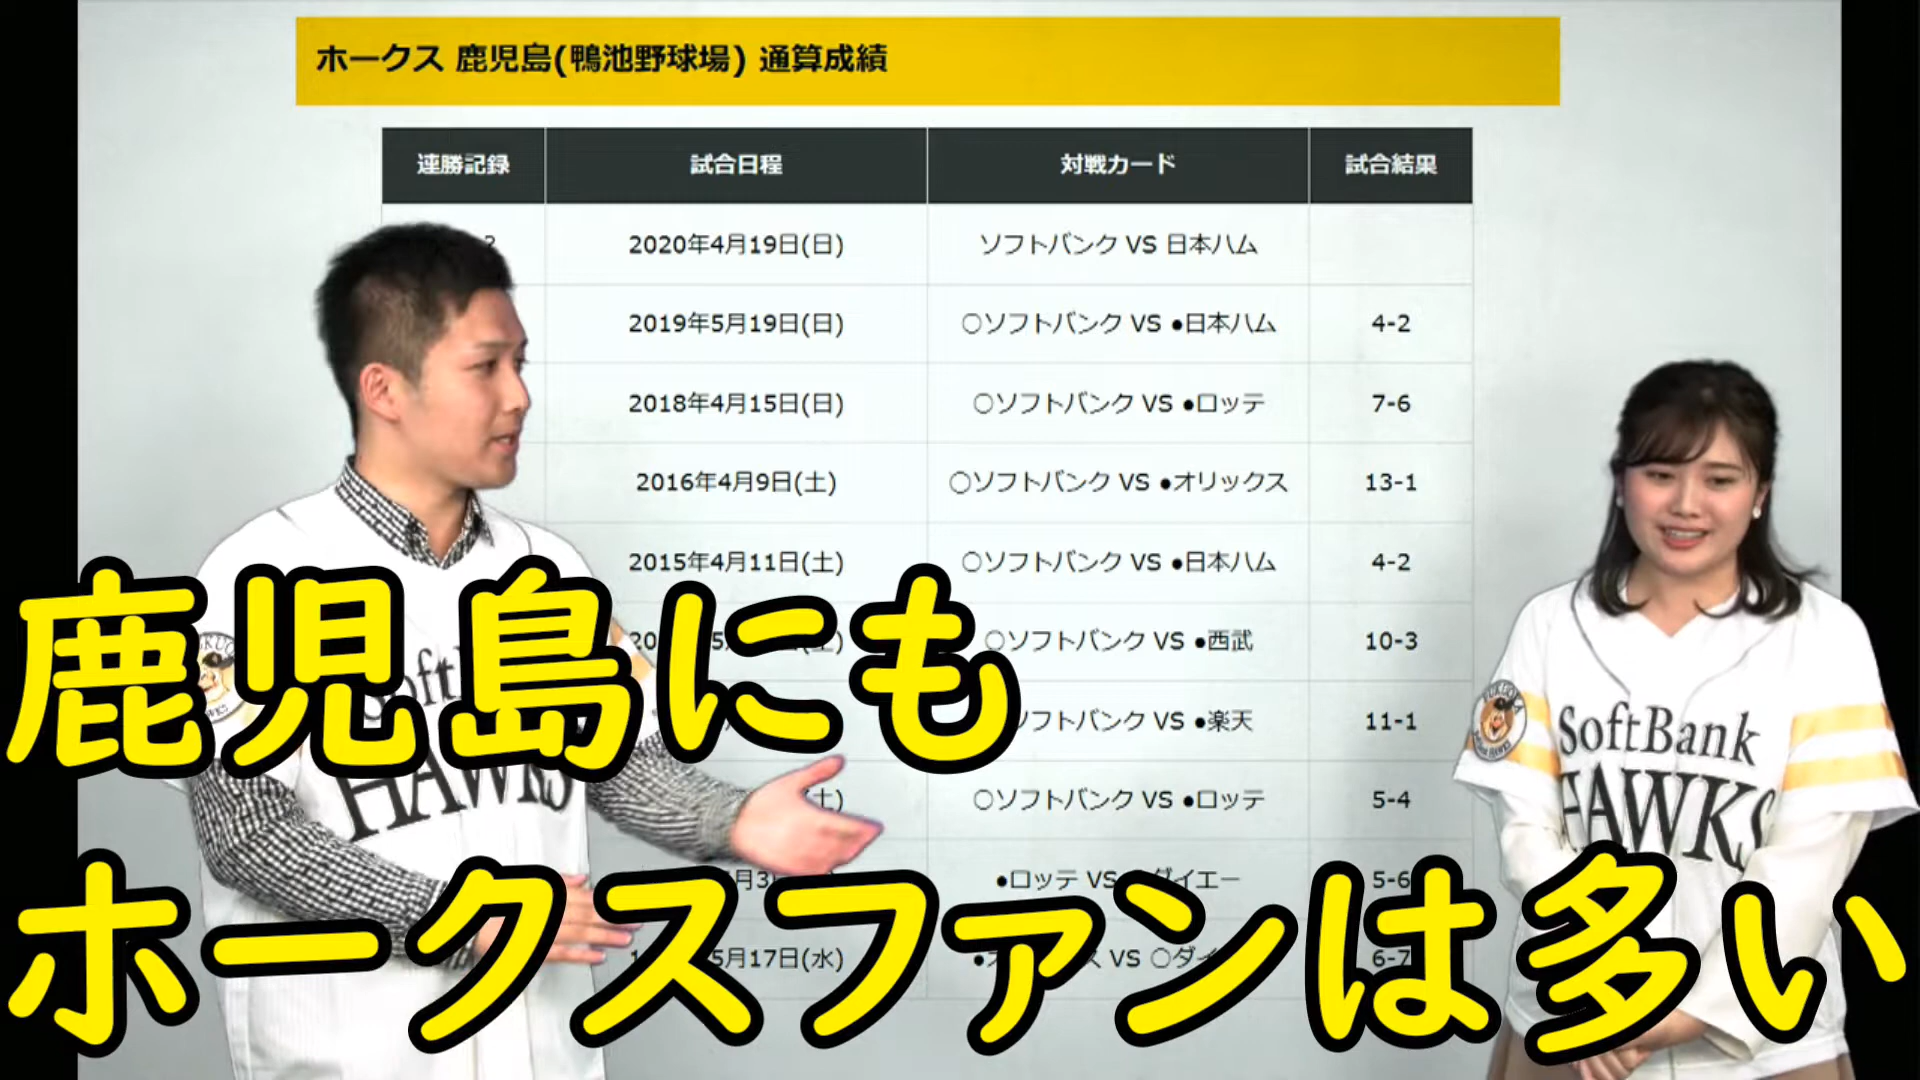 ホークス 鹿児島(鴨池野球場) 通算成績
連勝記録 試合日程 対戦カード 試合結果
? 2020年4月19日(日) ソフトバンク VS 日本ハム
2019年5月19日(日) ○ソフトバンク VS ●日本ハム 4-2
2018年4月15日(日) ○ソフトバンク VS ●ロッテ 7-6
2016年4月9日(土) ○ソフトバンク VS ●オリックス 13-1
2015年4月11日(土) ○ソフトバンク VS ●日本ハム 4-2
○ソフトバンク VS ●西武 10-3
ソフトバンク VS ●楽天 11-1
○ソフトバンク VS ●ロッテ 5-4
●ロッテ VS ダイエー 5-6
5月17日(水) VS ○ダイ 6-7
鹿児島にも
ホークスファンは多い
HAWKS
SoftBank
HAWKS